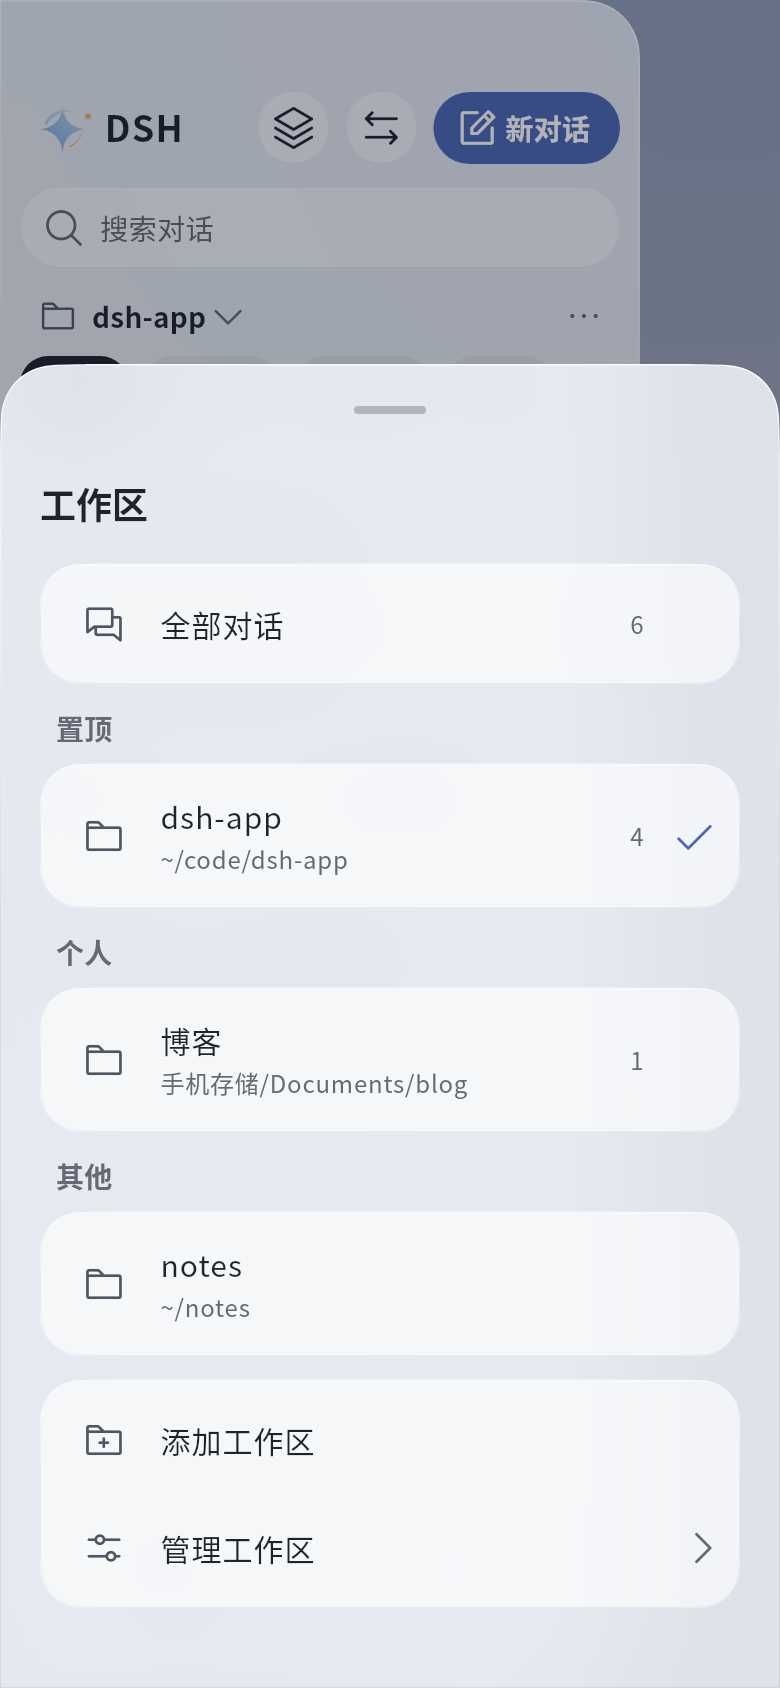 DSH
新对话
搜索对话
dsh-app
工作区
全部对话
6
置顶
dsh-app
~/code/dsh-app
4
个人
博客
手机存储/Documents/blog
1
其他
notes
~/notes
添加工作区
管理工作区